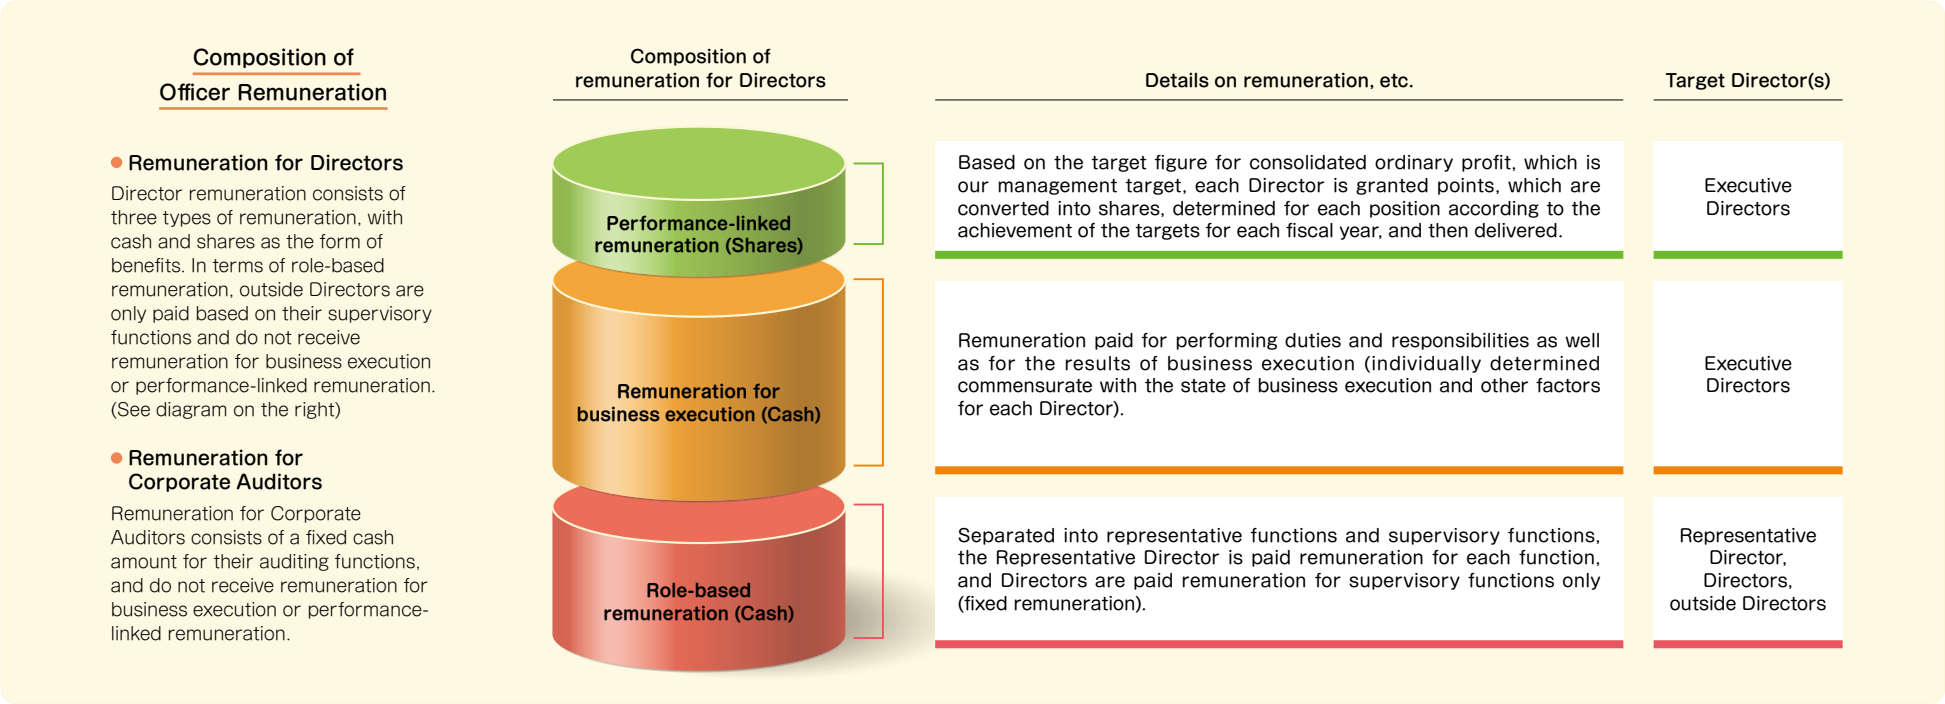 Composition of
Officer Remuneration
Remuneration for Directors
Director remuneration consists of
three types of remuneration, with
cash and shares as the form of
benefits. In terms of role-based
remuneration, outside Directors are
only paid based on their supervisory
functions and do not receive
remuneration for business execution
or performance-linked remuneration.
(See diagram on the right)
Remuneration for
Corporate Auditors
Remuneration for Corporate
Auditors consists of a fixed cash
amount for their auditing functions,
and do not receive remuneration for
business execution or performance-
linked remuneration.
Composition of
remuneration for Directors
Details on remuneration, etc.
Target Director(s)
Performance-linked
remuneration (Shares)
Based on the target figure for consolidated ordinary profit, which is
our management target, each Director is granted points, which are
converted into shares, determined for each position according to the
achievement of the targets for each fiscal year, and then delivered.
Executive
Directors
Remuneration for
business execution (Cash)
Remuneration paid for performing duties and responsibilities as well
as for the results of business execution (individually determined
commensurate with the state of business execution and other factors
for each Director).
Executive
Directors
Role-based
remuneration (Cash)
Separated into representative functions and supervisory functions,
the Representative Director is paid remuneration for each function,
and Directors are paid remuneration for supervisory functions only
(fixed remuneration).
Representative
Director,
Directors,
outside Directors